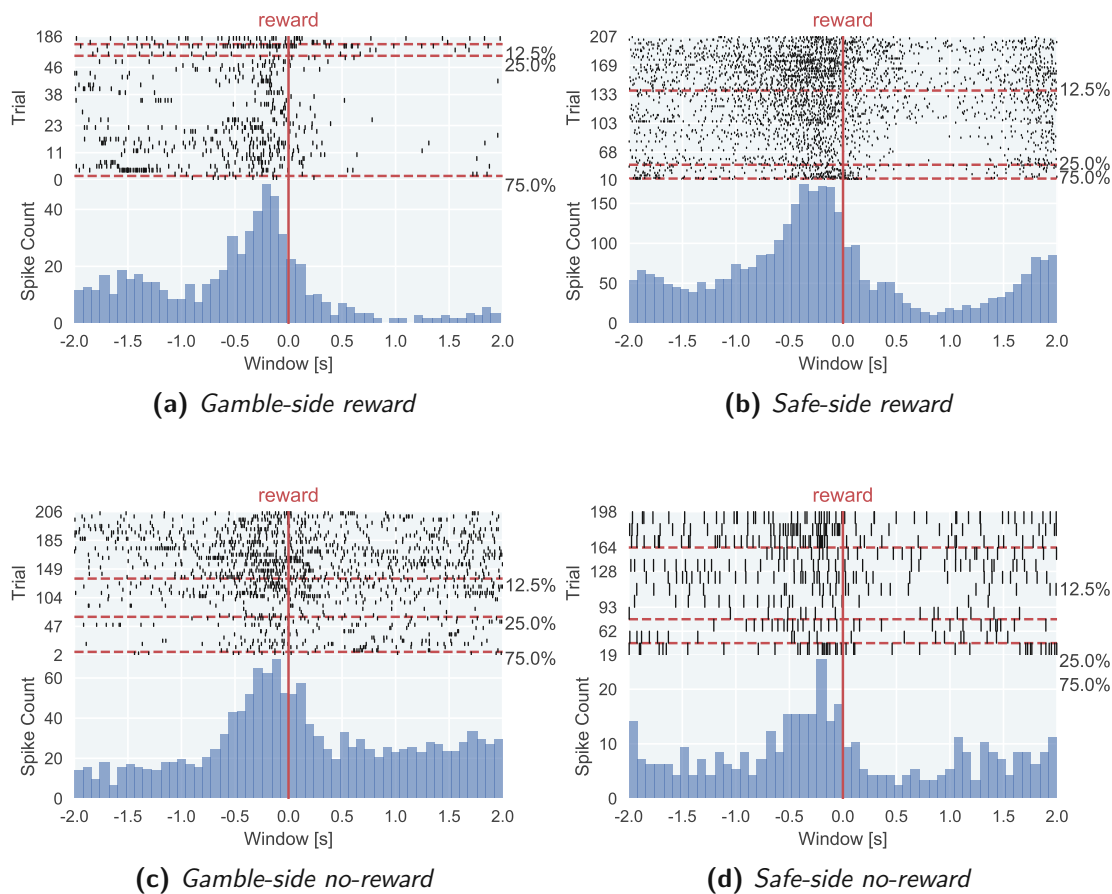 reward
186
46
38
23
11
0
Trial
12.5%
25.0%
75.0%
40
20
0
Spike Count
-2.0 -1.5 -1.0 -0.5 0.0 0.5 1.0 1.5 2.0
Window [s]
(a) Gamble-side reward
reward
207
169
133
103
68
10
Trial
12.5%
25.0%
75.0%
150
100
50
0
Spike Count
-2.0 -1.5 -1.0 -0.5 0.0 0.5 1.0 1.5 2.0
Window [s]
(b) Safe-side reward
reward
206
185
149
104
47
2
Trial
12.5%
25.0%
75.0%
60
40
20
0
Spike Count
-2.0 -1.5 -1.0 -0.5 0.0 0.5 1.0 1.5 2.0
Window [s]
(c) Gamble-side no-reward
reward
198
164
128
93
62
19
Trial
12.5%
25.0%
75.0%
20
10
0
Spike Count
-2.0 -1.5 -1.0 -0.5 0.0 0.5 1.0 1.5 2.0
Window [s]
(d) Safe-side no-reward